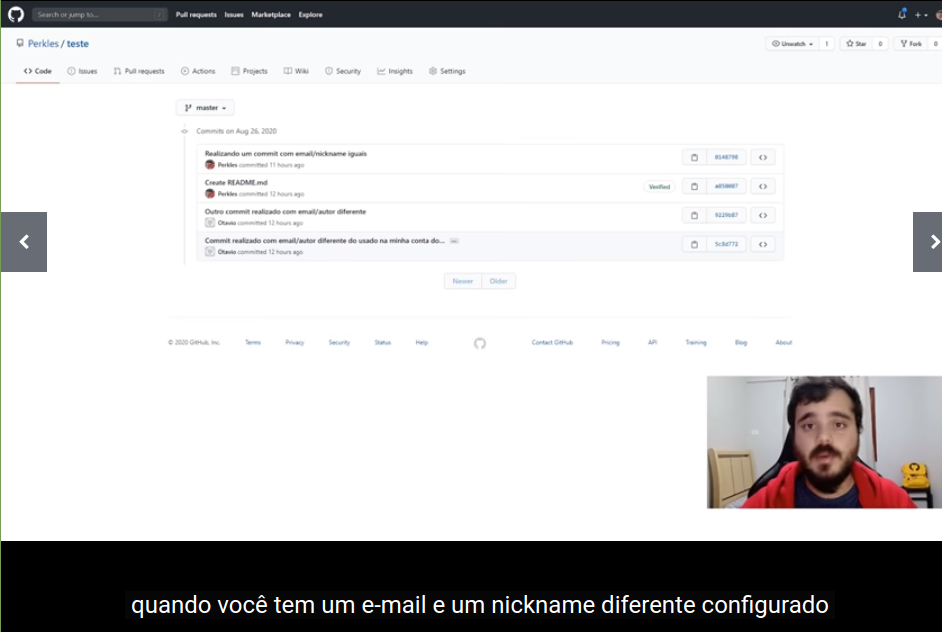 Search or jump to... / Pull requests Issues Marketplace Explore
Perkles / teste Unwatch 1 Star 0 Fork 0
Code Issues Pull requests Actions Projects Wiki Security Insights Settings
master
Commits on Aug 26, 2020
Realizando um commit com email/nickname iguais
Perkles committed 11 hours ago
0148798
Create README.md
Perkles committed 12 hours ago
Verified
a850087
Outro commit realizado com email/autor diferente
Otavio committed 12 hours ago
9229b87
Commit realizado com email/autor diferente do usado na minha conta do...
Otavio committed 12 hours ago
5c8d772
Newer Older
© 2020 GitHub, Inc. Terms Privacy Security Status Help Contact GitHub Pricing API Training Blog About
quando você tem um e-mail e um nickname diferente configurado